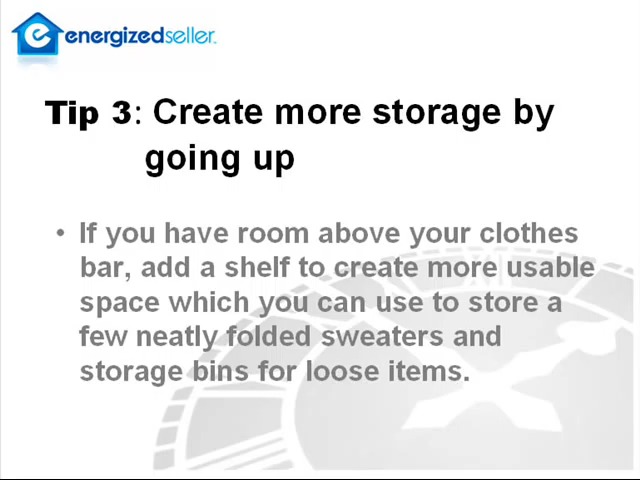 energizedseller.
Tip 3: Create more storage by
going up
• If you have room above your clothes
bar, add a shelf to create more usable
space which you can use to store a
few neatly folded sweaters and
storage bins for loose items.